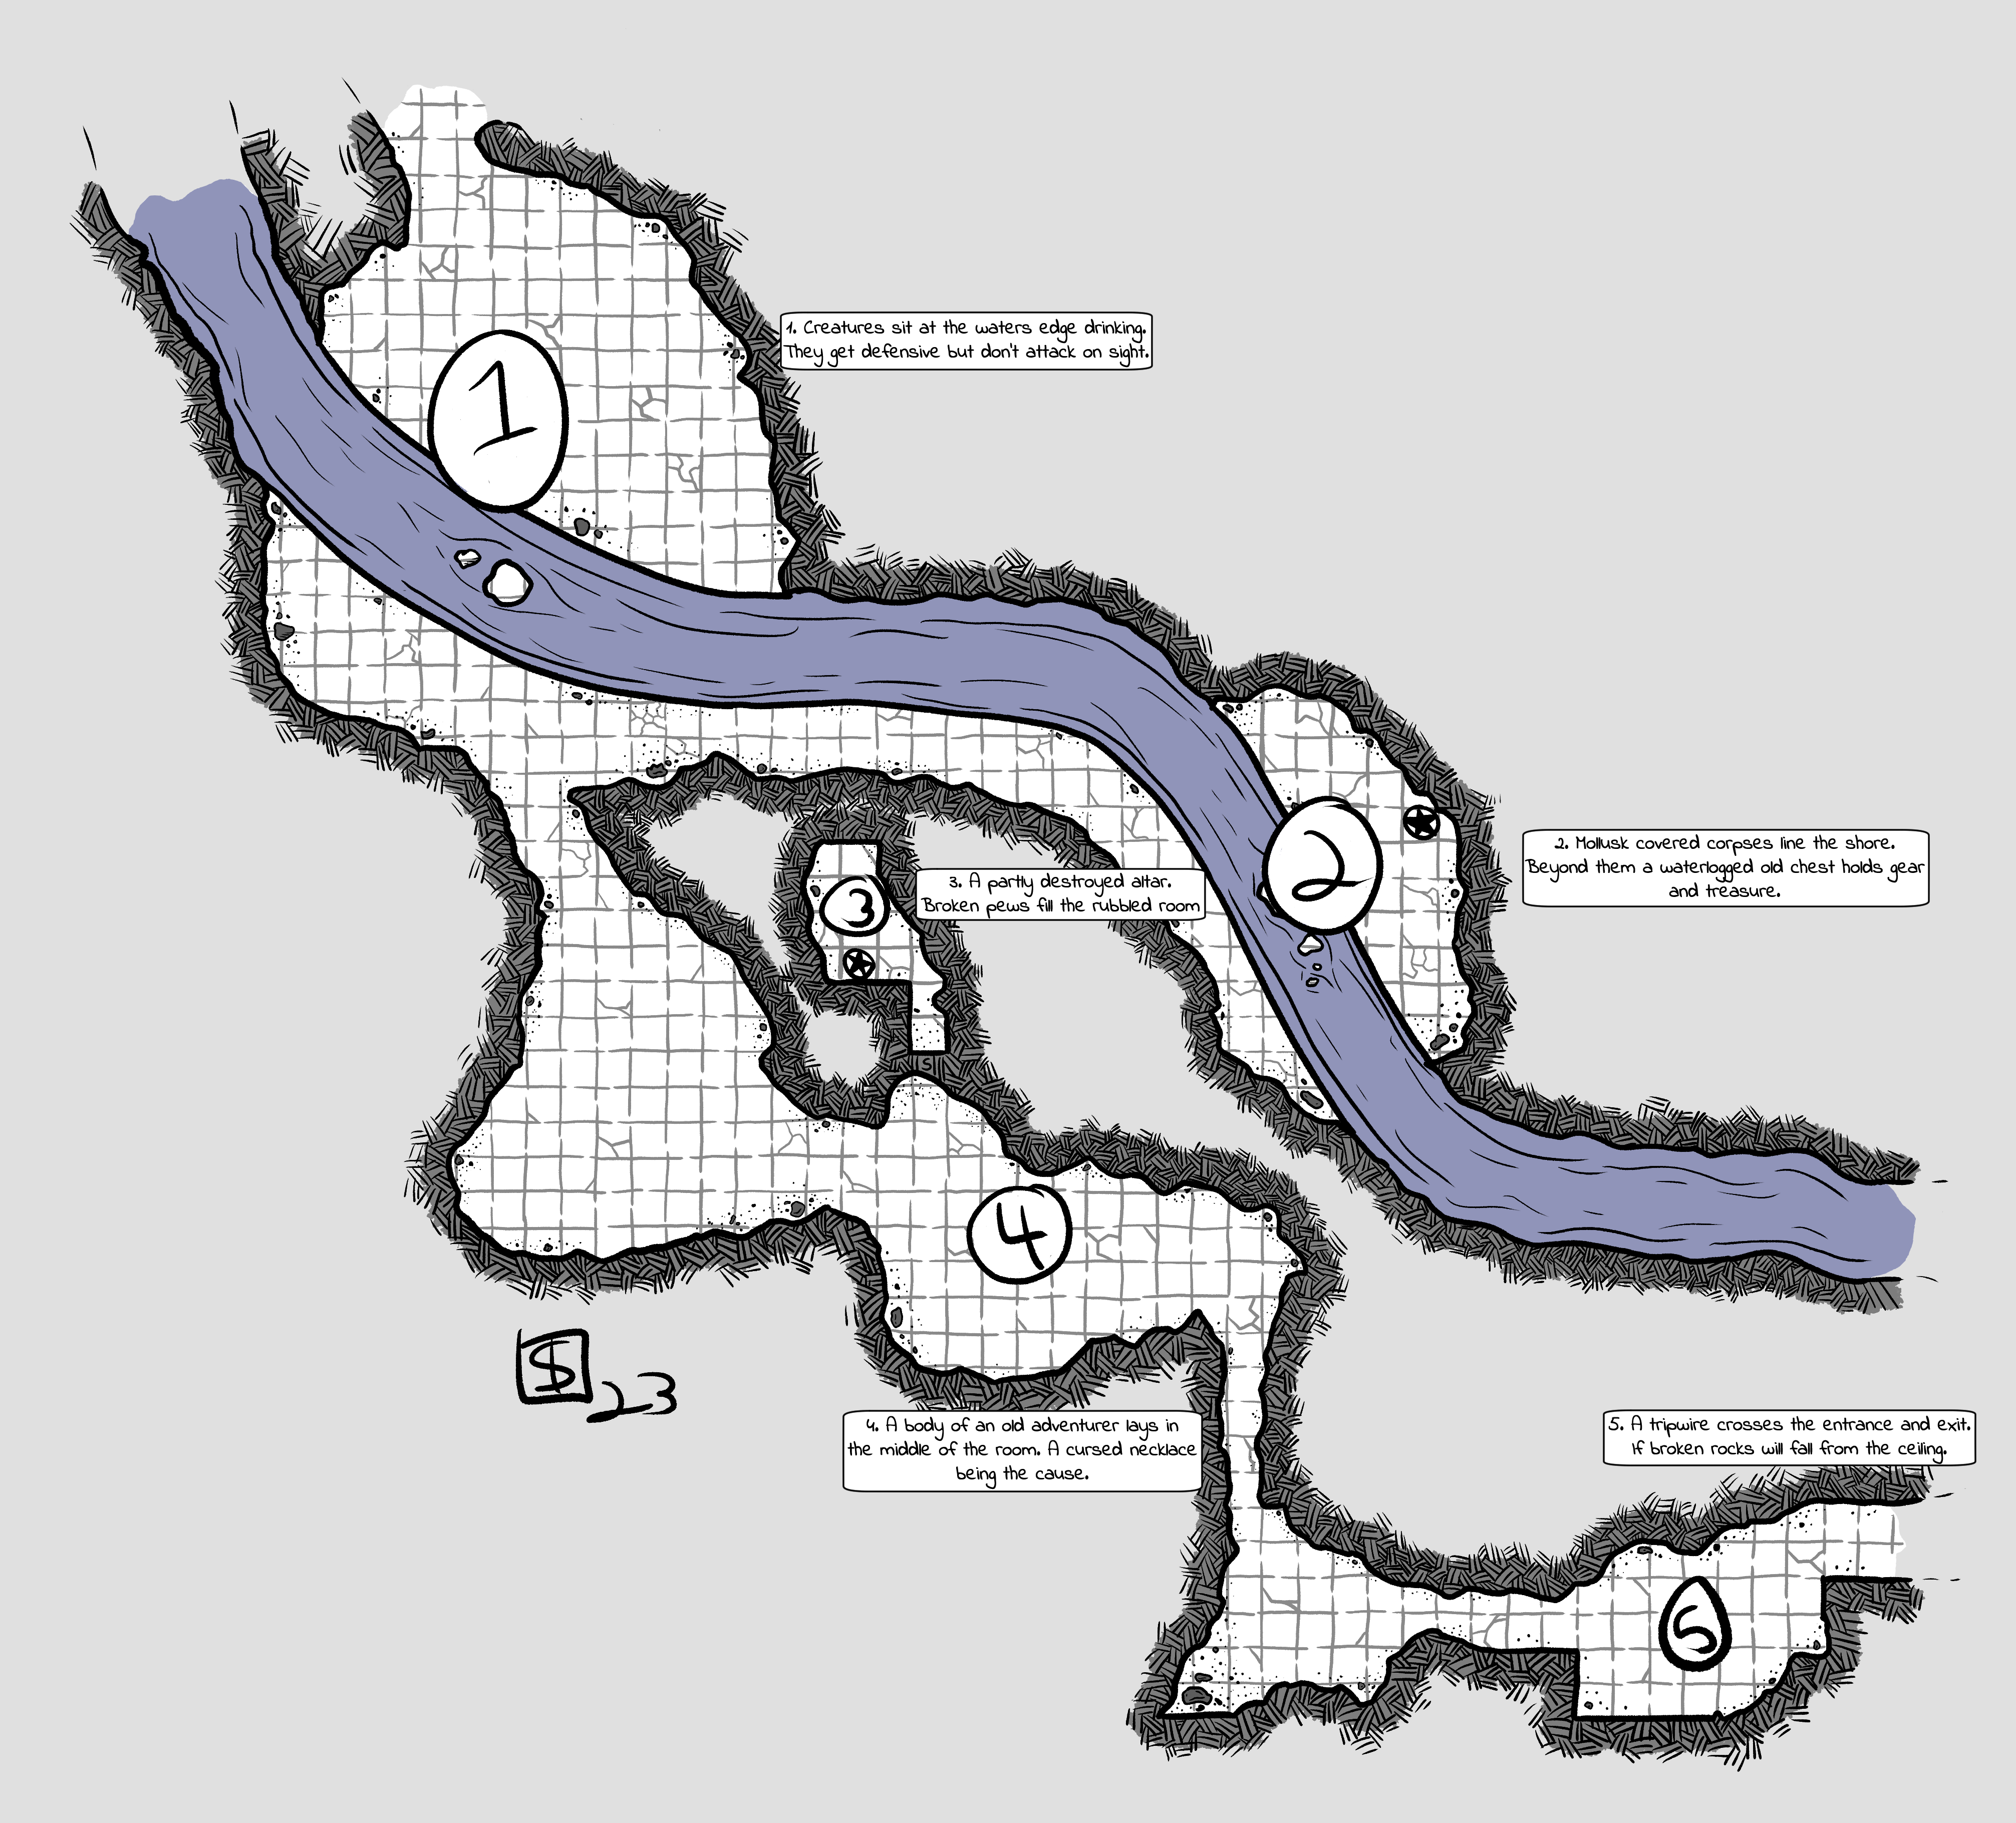 1
1. Creatures sit at the waters edge drinking.
They get defensive but don't attack on sight.
2
2. Mollusk covered corpses line the shore.
Beyond them a waterlogged old chest holds gear
and treasure.
3
3. A partly destroyed altar.
Broken pews fill the rubbled room
S
4
4. A body of an old adventurer lays in
the middle of the room. A cursed necklace
being the cause.
5. A tripwire crosses the entrance and exit.
If broken rocks will fall from the ceiling.
5
$ 23